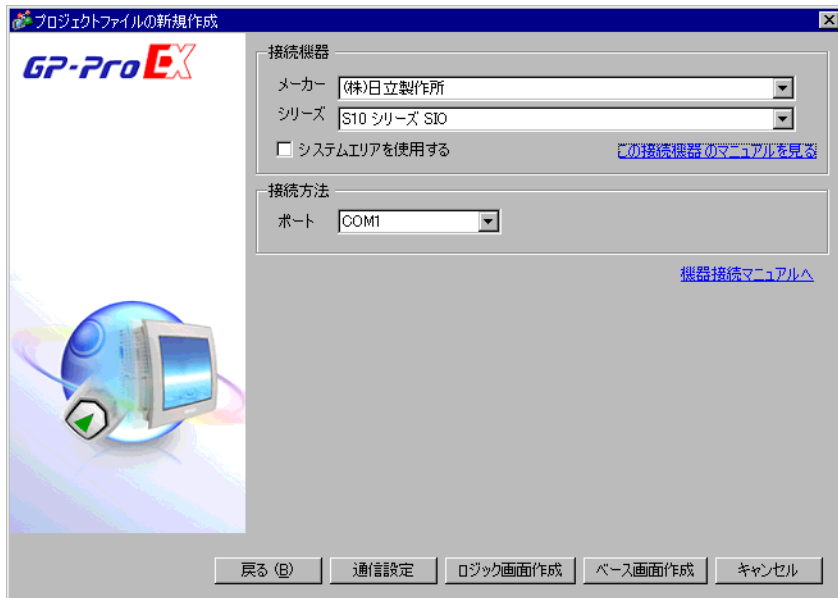 プロジェクトファイルの新規作成
GP-Pro EX
接続機器
メーカー (株)日立製作所
シリーズ S10 シリーズ SIO
システムエリアを使用する この接続機器のマニュアルを見る
接続方法
ポート COM1
機器接続マニュアルへ
戻る (B) 通信設定 ロジック画面作成 ベース画面作成 キャンセル